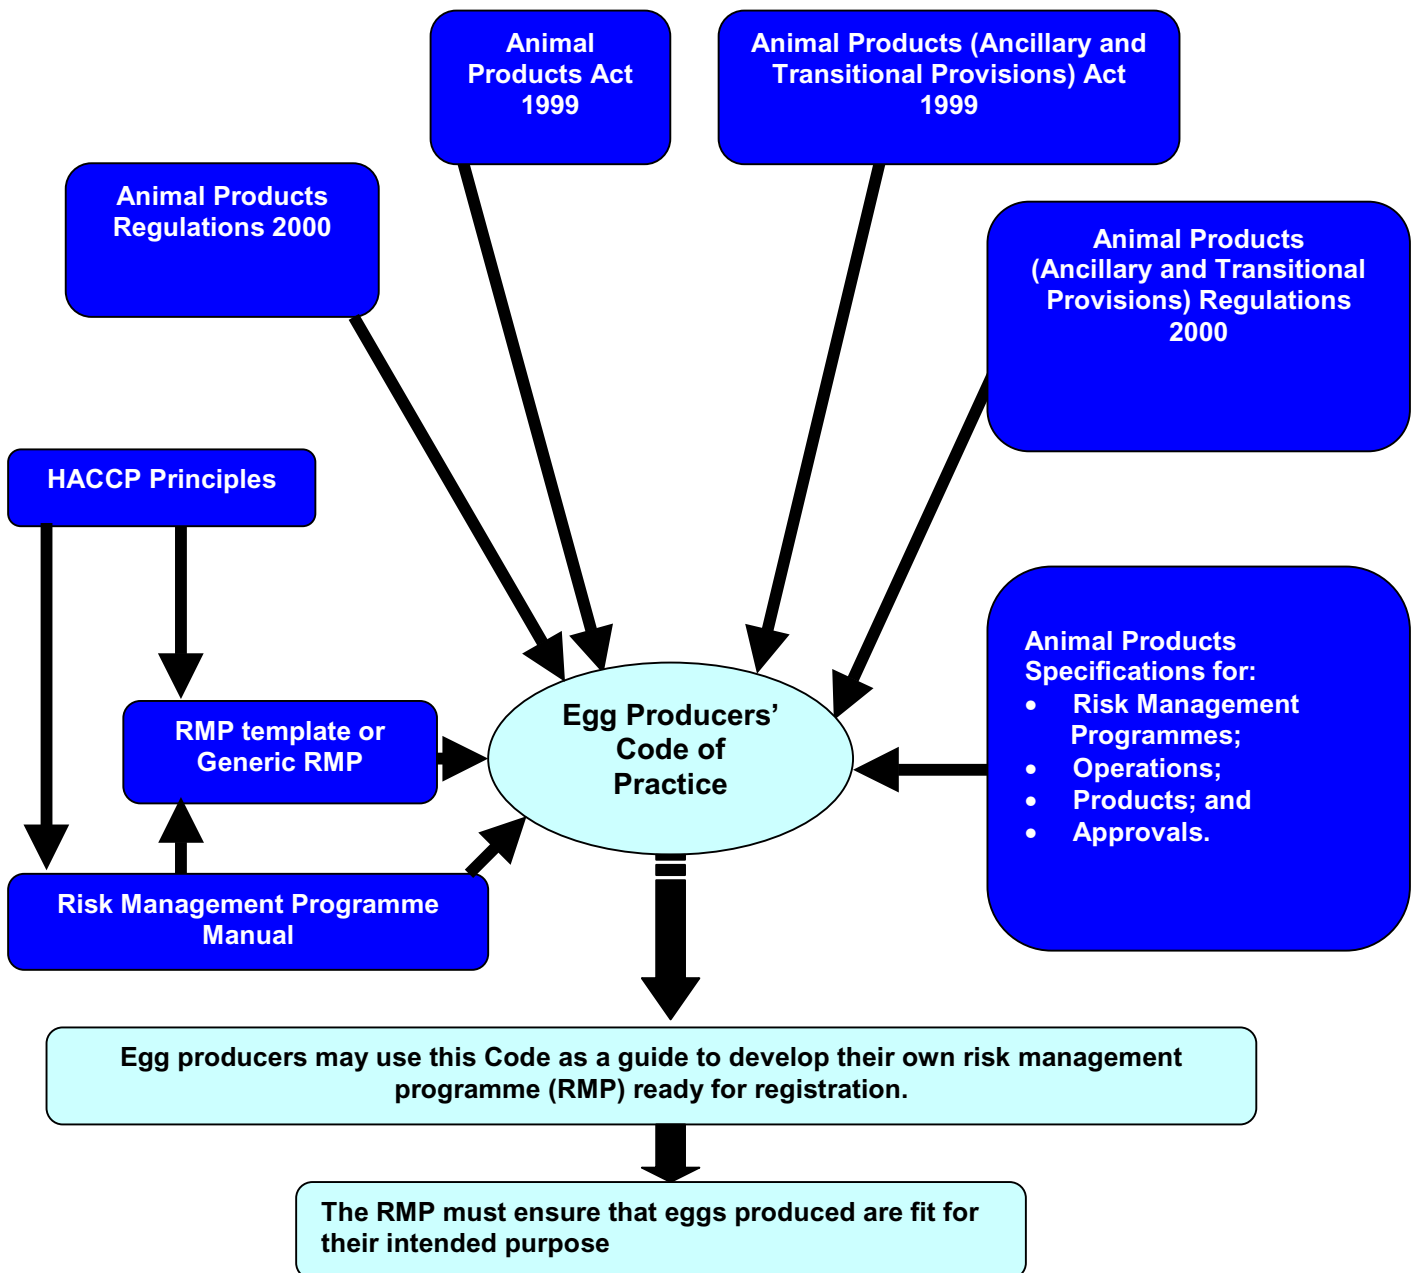 Animal
Products Act
1999
Animal Products (Ancillary and
Transitional Provisions) Act
1999
Animal Products
Regulations 2000
Animal Products
(Ancillary and Transitional
Provisions) Regulations
2000
HACCP Principles
Animal Products
Specifications for:
• Risk Management
Programmes;
• Operations;
• Products; and
• Approvals.
RMP template or
Generic RMP
Egg Producers’
Code of
Practice
Risk Management Programme
Manual
Egg producers may use this Code as a guide to develop their own risk management
programme (RMP) ready for registration.
The RMP must ensure that eggs produced are fit for
their intended purpose